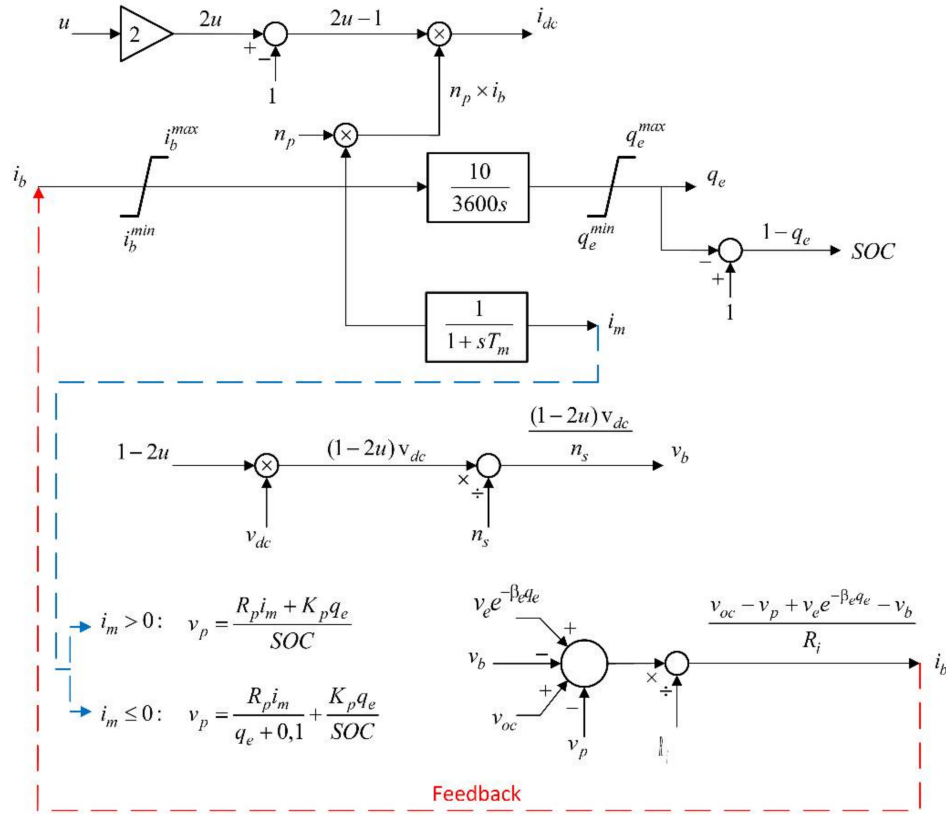 u 2 2u + − 2u−1 × i_dc
1
n_p × i_b
n_p ×
i_b^max q_e^max
i_b 10/3600s q_e
i_b^min q_e^min
− + 1−q_e SOC
1
1/(1+sT_m) i_m
1−2u × (1−2u)v_dc × ÷ (1−2u)v_dc/n_s v_b
v_dc n_s
i_m > 0: v_p = (R_p i_m + K_p q_e)/SOC
i_m ≤ 0: v_p = R_p i_m/(q_e + 0,1) + K_p q_e/SOC
v_e e^(−β_e q_e) + (v_oc − v_p + v_e e^(−β_e q_e) − v_b)/R_i
v_b − × ÷ i_b
v_oc + −
v_p
Feedback